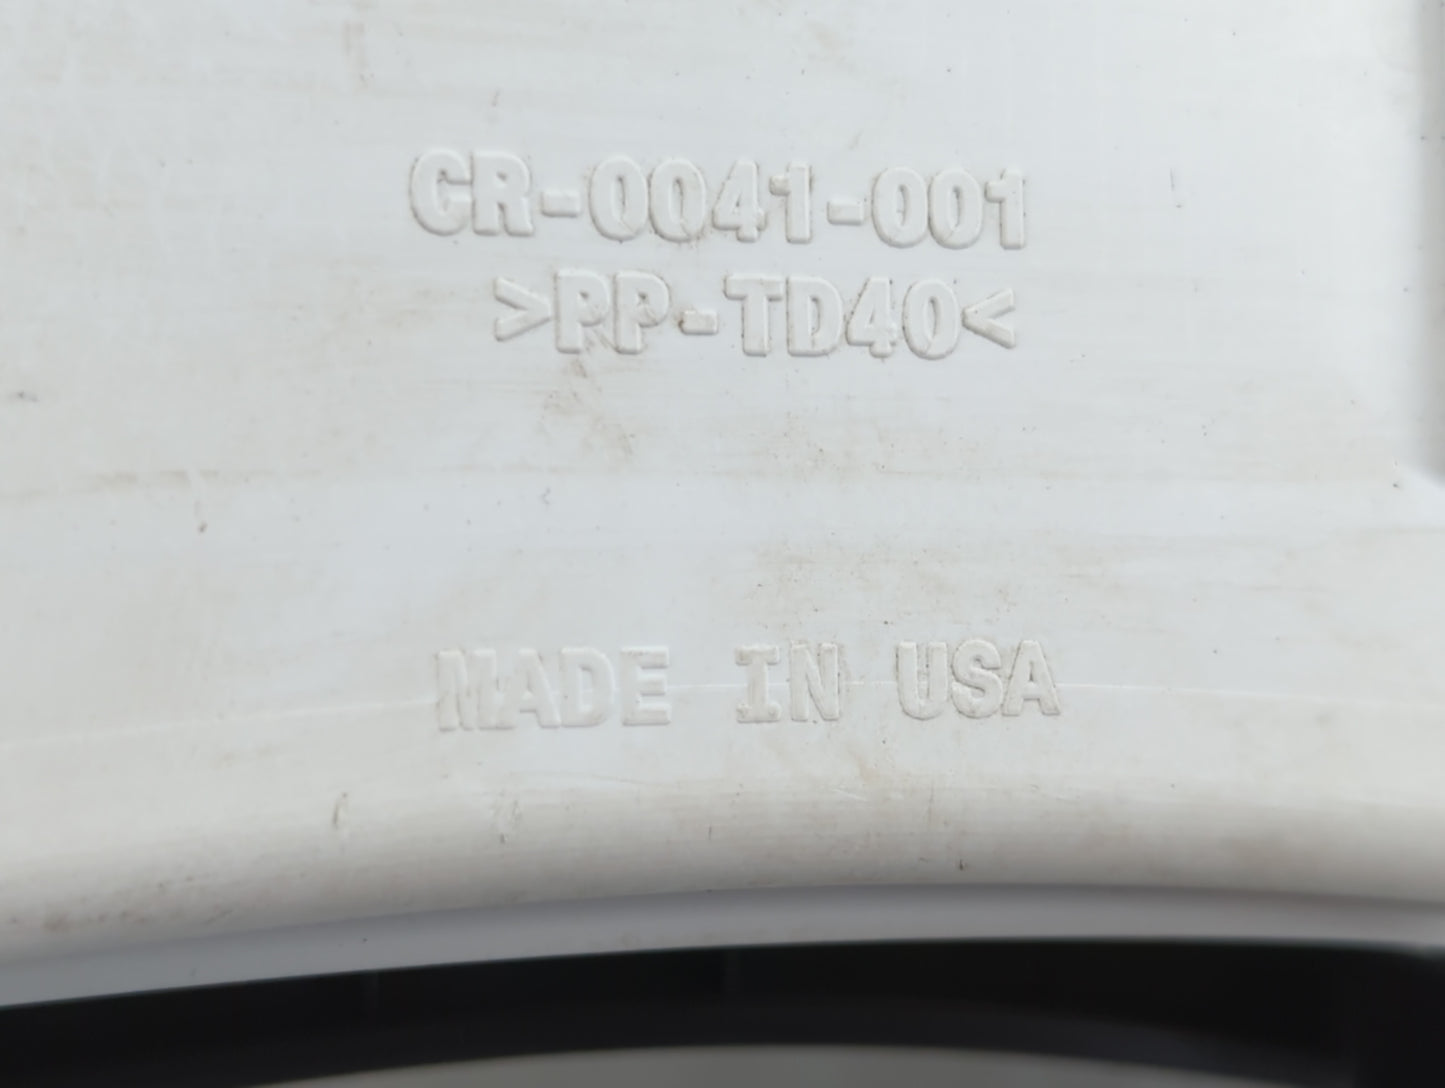 CR-0041-001
>PP-TD40<
MADE IN USA